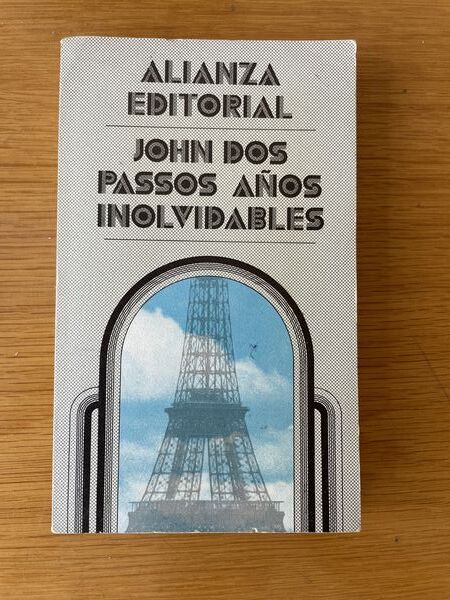 ALIANZA
EDITORIAL
JOHN DOS
PASSOS AÑOS
INOLVIDABLES